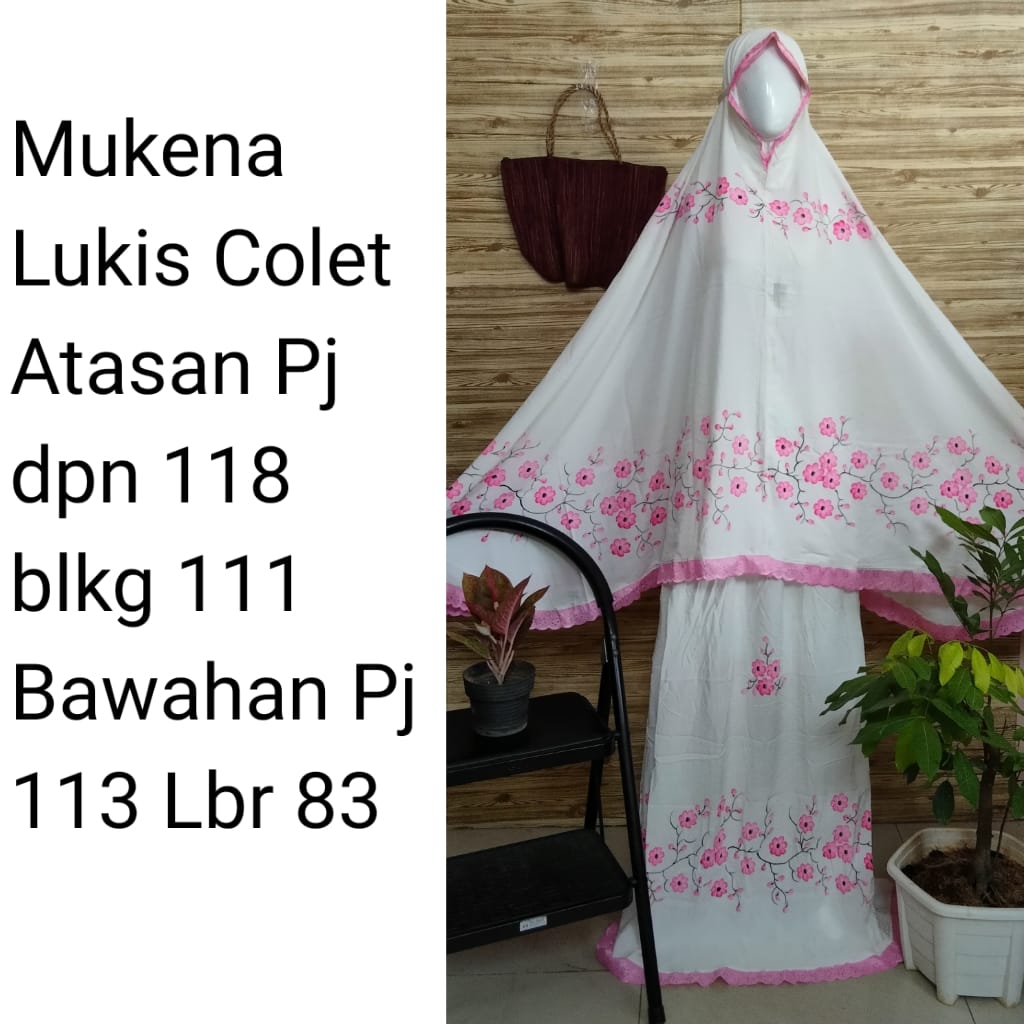 Mukena
Lukis Colet
Atasan Pj
dpn 118
blkg 111
Bawahan Pj
113 Lbr 83